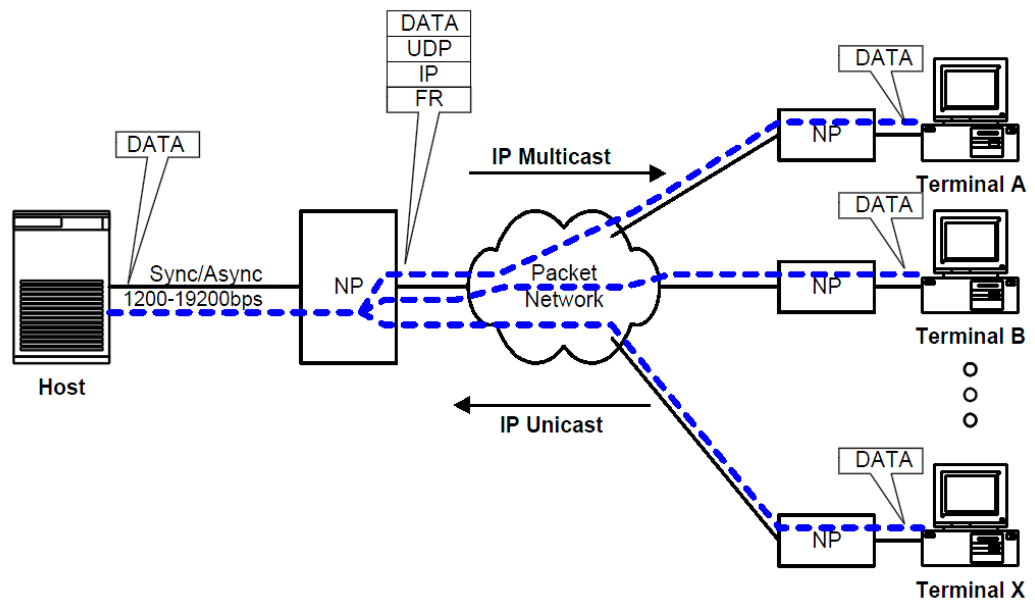 DATA
UDP
IP
FR
DATA
DATA
IP Multicast
NP
Terminal A
DATA
Sync/Async
1200-19200bps
NP
Packet
Network
NP
Terminal B
Host
IP Unicast
DATA
NP
Terminal X